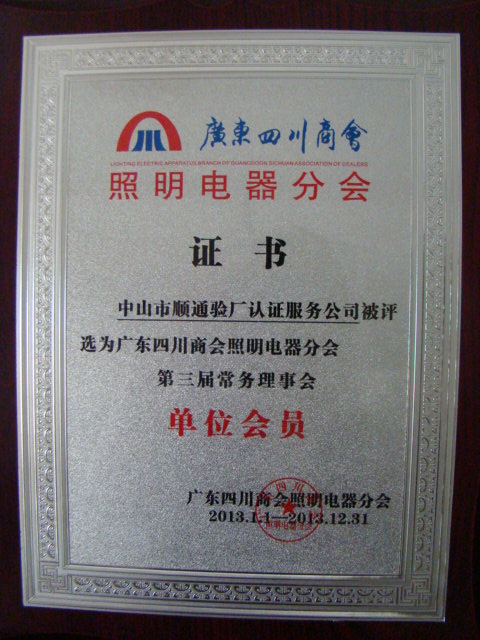 川
廣東四川商會
LIGHTING ELECTRIC APPARATUS BRANCH OF GUANGDONG SICHUAN ASSOCIATION OF DEALERS
照明电器分会
证书
中山市顺通验厂认证服务公司被评
选为广东四川商会照明电器分会
第三届常务理事会
单位会员
广东四川商会照明电器分会
2013.1.1—2013.12.31